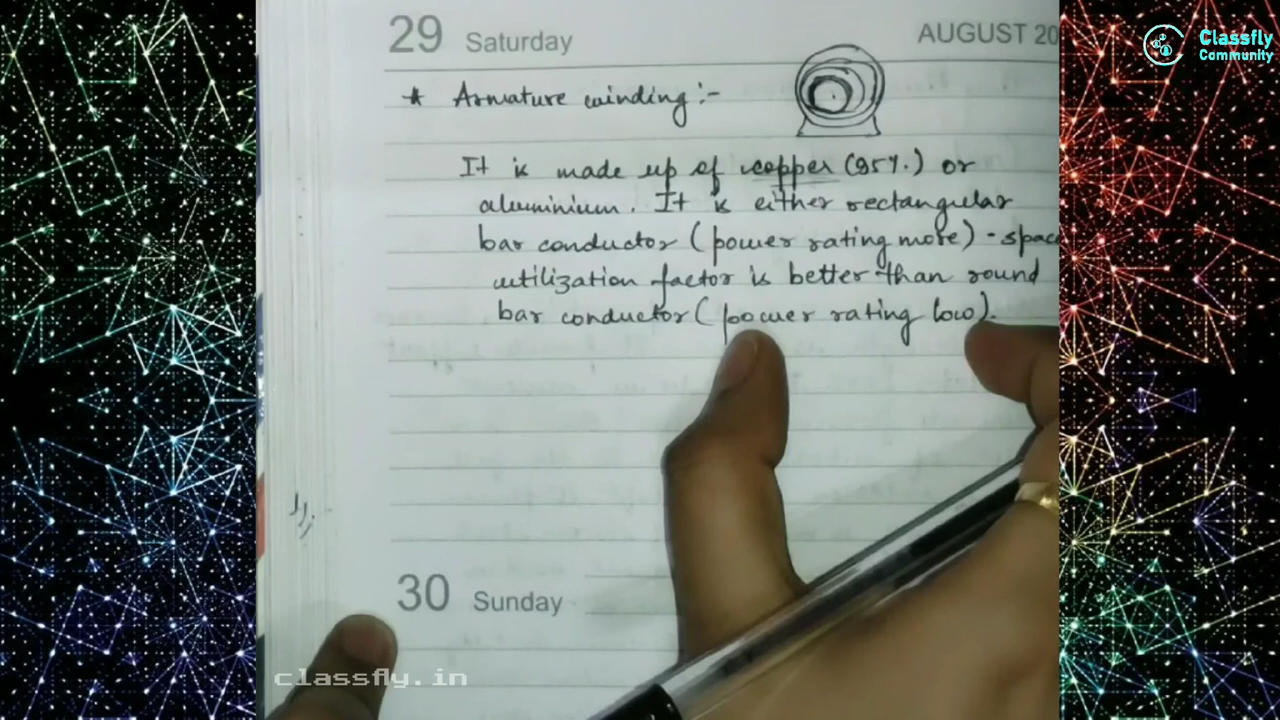 29 Saturday
AUGUST 20
Classfly
Community
* Armature winding :-
It is made up of copper (95%.) or
aluminium. It is either rectangular
bar conductor (power rating more) - space
utilization factor is better than round
bar conductor (power rating low).
30 Sunday
classfly.in